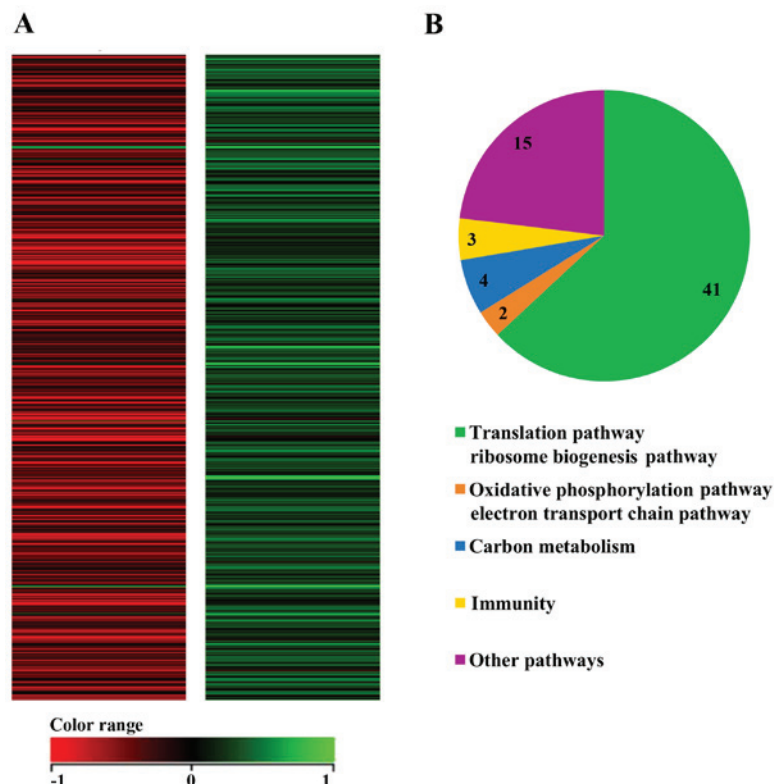 A
B
15
3
4
2
41
Translation pathway
ribosome biogenesis pathway
Oxidative phosphorylation pathway
electron transport chain pathway
Carbon metabolism
Immunity
Other pathways
Color range
-1 0 1